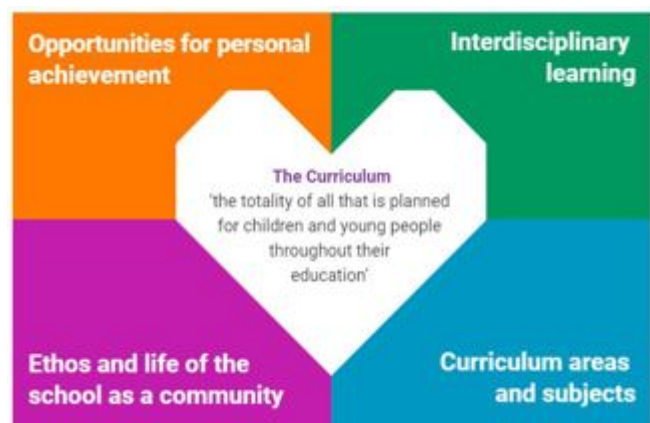 Opportunities for personal
achievement
Interdisciplinary
learning
The Curriculum
'the totality of all that is planned
for children and young people
throughout their
education'
Ethos and life of the
school as a community
Curriculum areas
and subjects